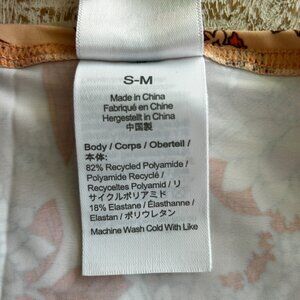 S-M
Made in China
Fabriqué en Chine
Hergestellt in China
中国製
Body / Corps / Oberteil /
本体:
82% Recycled Polyamide /
Polyamide Recyclé /
Recyceltes Polyamid / リ
サイクルポリアミド
18% Elastane / Élasthanne /
Elastan / ポリウレタン
Machine Wash Cold With Like